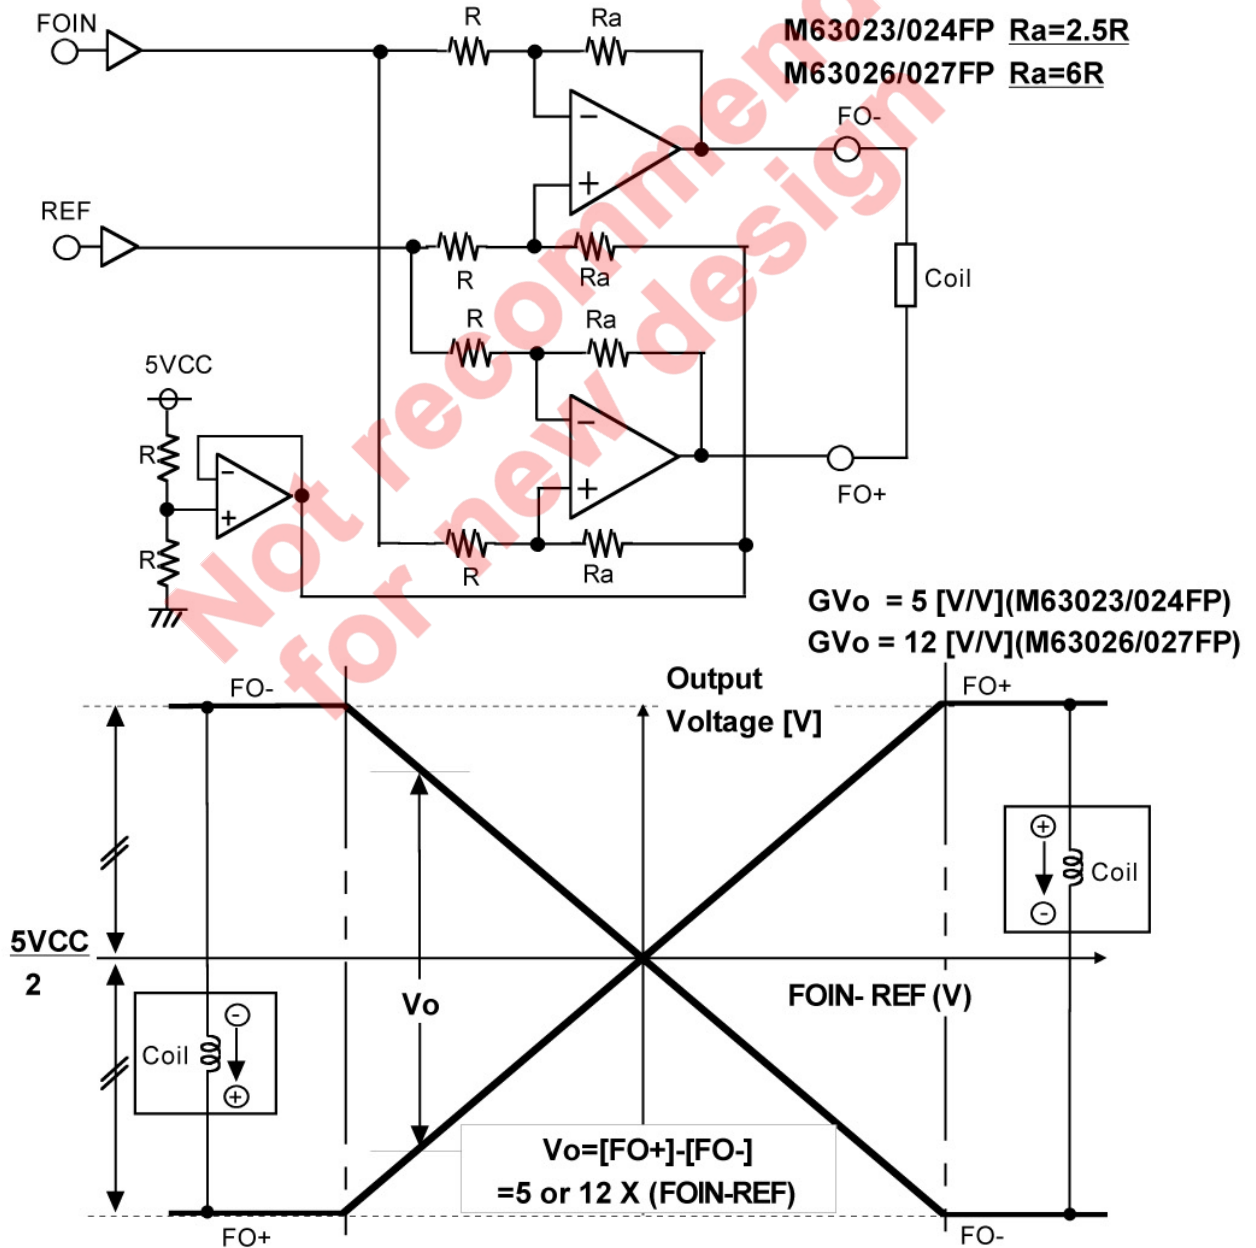 FOIN
R
Ra
M63023/024FP Ra=2.5R
M63026/027FP Ra=6R
FO-
−
+
REF
R
Ra
Coil
R
Ra
5VCC
R
−
+
−
+
FO+
R
R
Ra
GVo = 5 [V/V](M63023/024FP)
GVo = 12 [V/V](M63026/027FP)
Not recommend
for new design
FO-
Output
Voltage [V]
FO+
+
Coil
-
5VCC
2
Vo
FOIN- REF (V)
-
Coil
+
Vo=[FO+]-[FO-]
=5 or 12 X (FOIN-REF)
FO+
FO-